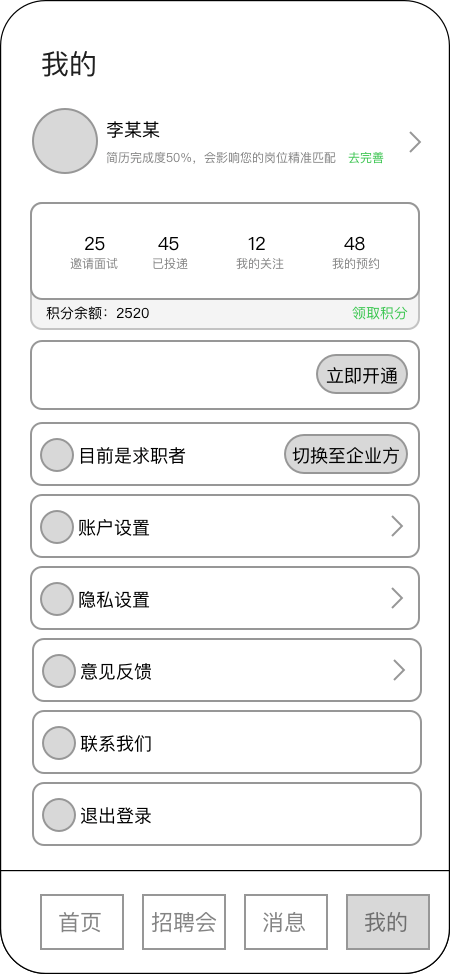 我的
李某某
简历完成度50%，会影响您的岗位精准匹配 去完善
25 45 12 48
邀请面试 已投递 我的关注 我的预约
积分余额：2520 领取积分
立即开通
目前是求职者 切换至企业方
账户设置
隐私设置
意见反馈
联系我们
退出登录
首页 招聘会 消息 我的